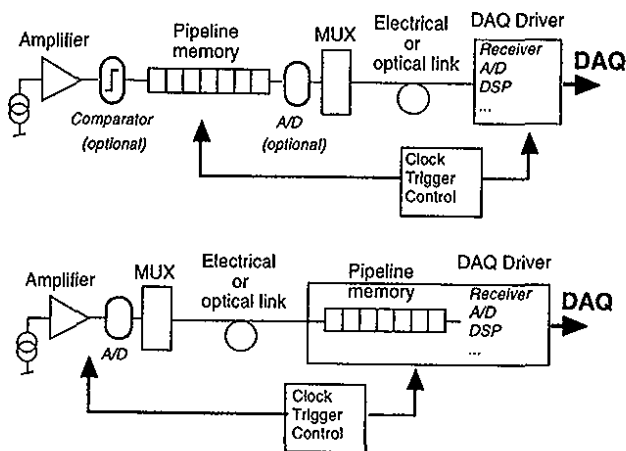 Amplifier
Pipeline
memory
MUX
Electrical
or
optical link
DAQ Driver
Receiver
A/D
DSP
...
DAQ
Comparator
(optional)
A/D
(optional)
Clock
Trigger
Control
Amplifier
MUX
Electrical
or
optical link
Pipeline
memory
DAQ Driver
Receiver
A/D
DSP
...
DAQ
A/D
Clock
Trigger
Control